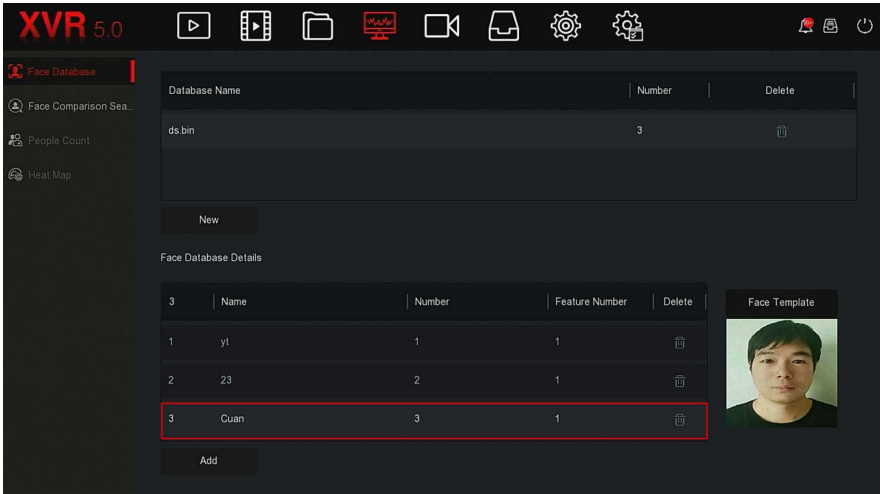 XVR 5.0
Face Database
Face Comparison Sea...
People Count
Heat Map
Database Name Number Delete
ds.bin 3
New
Face Database Details
3 Name Number Feature Number Delete Face Template
1 yt 1 1
2 23 2 1
3 Cuan 3 1
Add